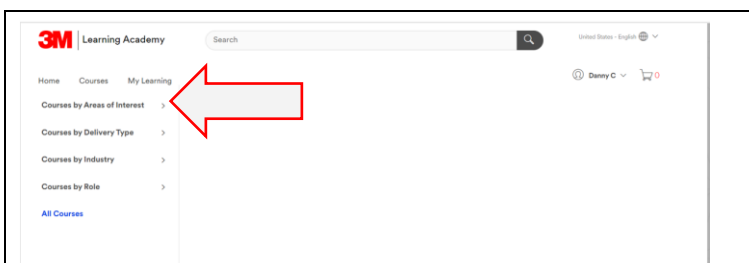 3M Learning Academy Search United States - English
Home Courses My Learning Danny C 0
Courses by Areas of Interest
Courses by Delivery Type
Courses by Industry
Courses by Role
All Courses